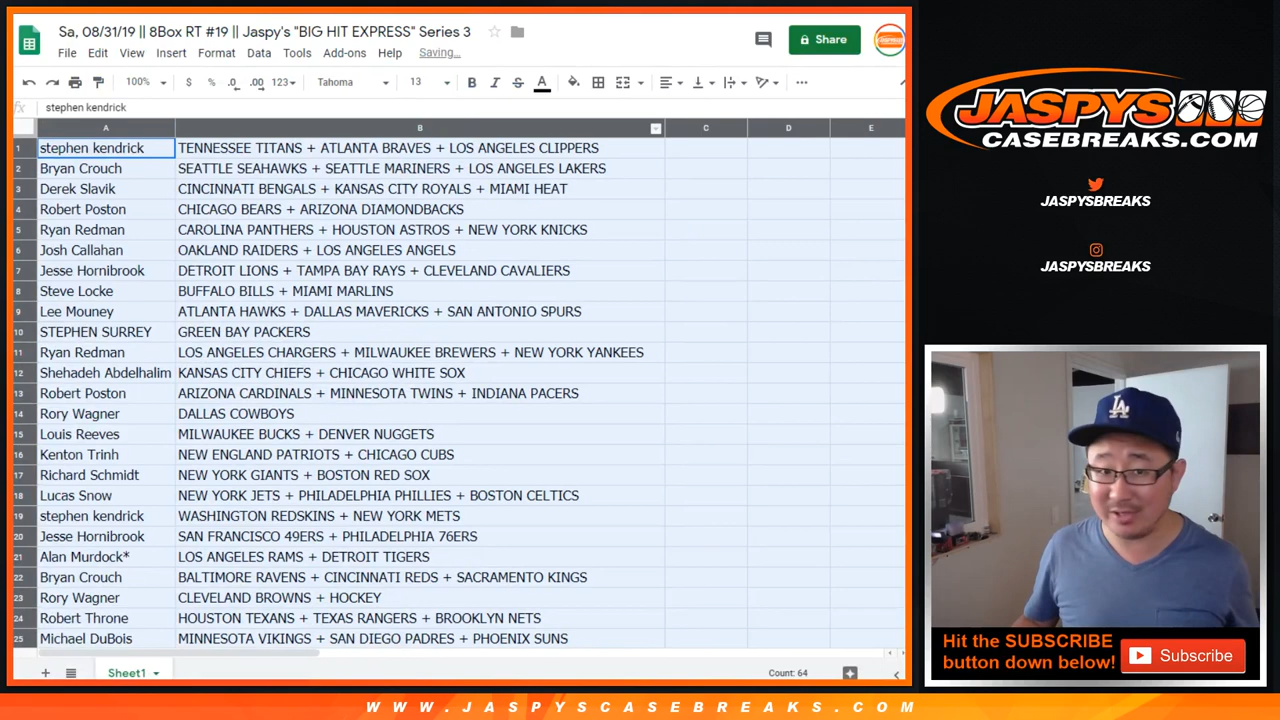 Sa, 08/31/19 || 8Box RT #19 || Jaspy's "BIG HIT EXPRESS" Series 3
File Edit View Insert Format Data Tools Add-ons Help Saving…
Share
100% $ % .0 .00 123 Tahoma 13 B I S A
fx stephen kendrick
A B C D E
1 stephen kendrick TENNESSEE TITANS + ATLANTA BRAVES + LOS ANGELES CLIPPERS
2 Bryan Crouch SEATTLE SEAHAWKS + SEATTLE MARINERS + LOS ANGELES LAKERS
3 Derek Slavik CINCINNATI BENGALS + KANSAS CITY ROYALS + MIAMI HEAT
4 Robert Poston CHICAGO BEARS + ARIZONA DIAMONDBACKS
5 Ryan Redman CAROLINA PANTHERS + HOUSTON ASTROS + NEW YORK KNICKS
6 Josh Callahan OAKLAND RAIDERS + LOS ANGELES ANGELS
7 Jesse Hornibrook DETROIT LIONS + TAMPA BAY RAYS + CLEVELAND CAVALIERS
8 Steve Locke BUFFALO BILLS + MIAMI MARLINS
9 Lee Mouney ATLANTA HAWKS + DALLAS MAVERICKS + SAN ANTONIO SPURS
10 STEPHEN SURREY GREEN BAY PACKERS
11 Ryan Redman LOS ANGELES CHARGERS + MILWAUKEE BREWERS + NEW YORK YANKEES
12 Shehadeh Abdelhalim KANSAS CITY CHIEFS + CHICAGO WHITE SOX
13 Robert Poston ARIZONA CARDINALS + MINNESOTA TWINS + INDIANA PACERS
14 Rory Wagner DALLAS COWBOYS
15 Louis Reeves MILWAUKEE BUCKS + DENVER NUGGETS
16 Kenton Trinh NEW ENGLAND PATRIOTS + CHICAGO CUBS
17 Richard Schmidt NEW YORK GIANTS + BOSTON RED SOX
18 Lucas Snow NEW YORK JETS + PHILADELPHIA PHILLIES + BOSTON CELTICS
19 stephen kendrick WASHINGTON REDSKINS + NEW YORK METS
20 Jesse Hornibrook SAN FRANCISCO 49ERS + PHILADELPHIA 76ERS
21 Alan Murdock* LOS ANGELES RAMS + DETROIT TIGERS
22 Bryan Crouch BALTIMORE RAVENS + CINCINNATI REDS + SACRAMENTO KINGS
23 Rory Wagner CLEVELAND BROWNS + HOCKEY
24 Robert Throne HOUSTON TEXANS + TEXAS RANGERS + BROOKLYN NETS
25 Michael DuBois MINNESOTA VIKINGS + SAN DIEGO PADRES + PHOENIX SUNS
Sheet1 Count: 64
JASPYS
CASEBREAKS.COM
JASPYSBREAKS
JASPYSBREAKS
LA
Hit the SUBSCRIBE
button down below!
Subscribe
WWW.JASPYSCASEBREAKS.COM